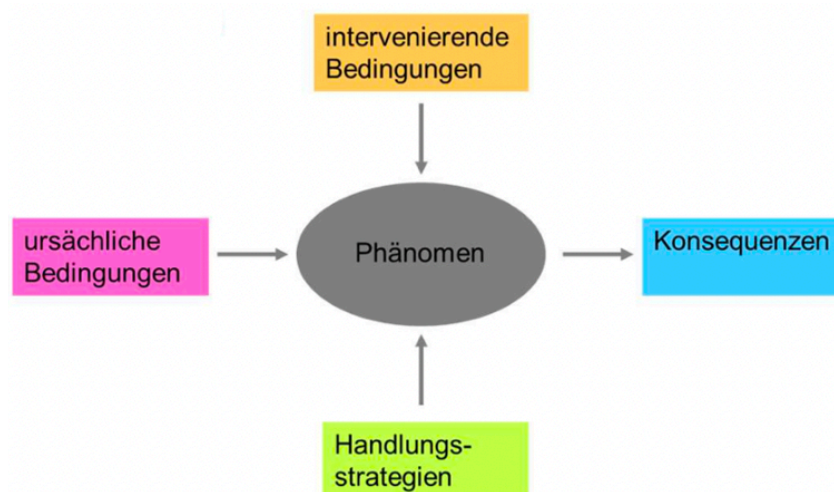 intervenierende
Bedingungen
ursächliche
Bedingungen
Phänomen
Konsequenzen
Handlungs-
strategien